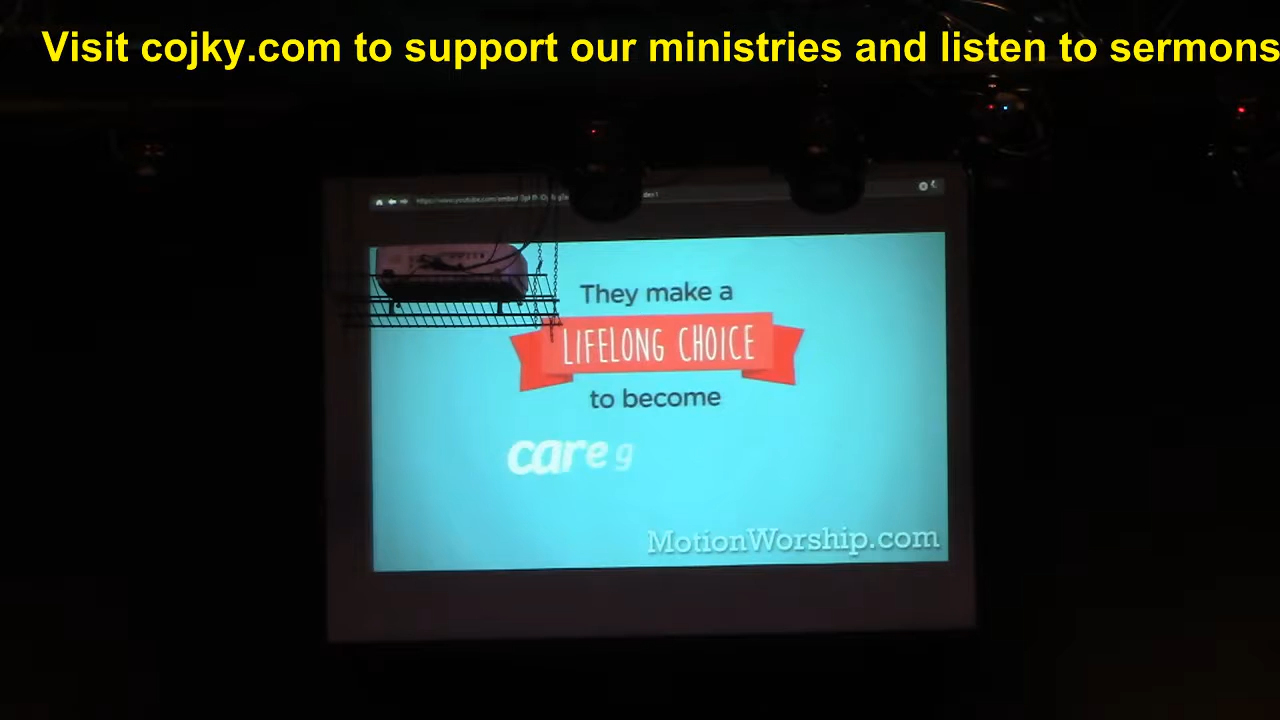 Visit cojky.com to support our ministries and listen to sermons
They make a
LIFELONG CHOICE
to become
care g
MotionWorship.com